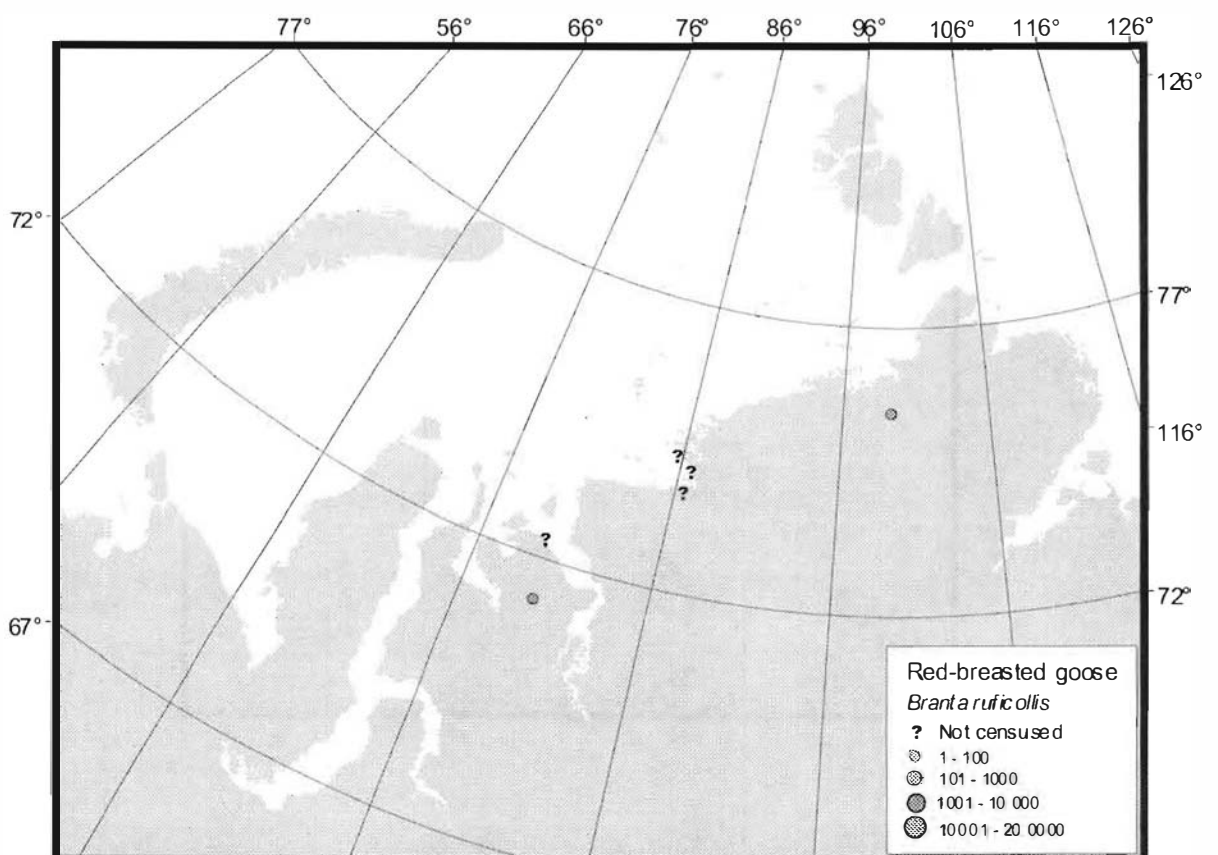 77° 56° 66° 76° 86° 96° 106° 116° 126°
126°
72°
77°
116°
?
?
?
?
72°
67°
Red-breasted goose
Branta ruficollis
? Not censused
1 - 100
101 - 1000
1001 - 10 000
10001 - 20 0000